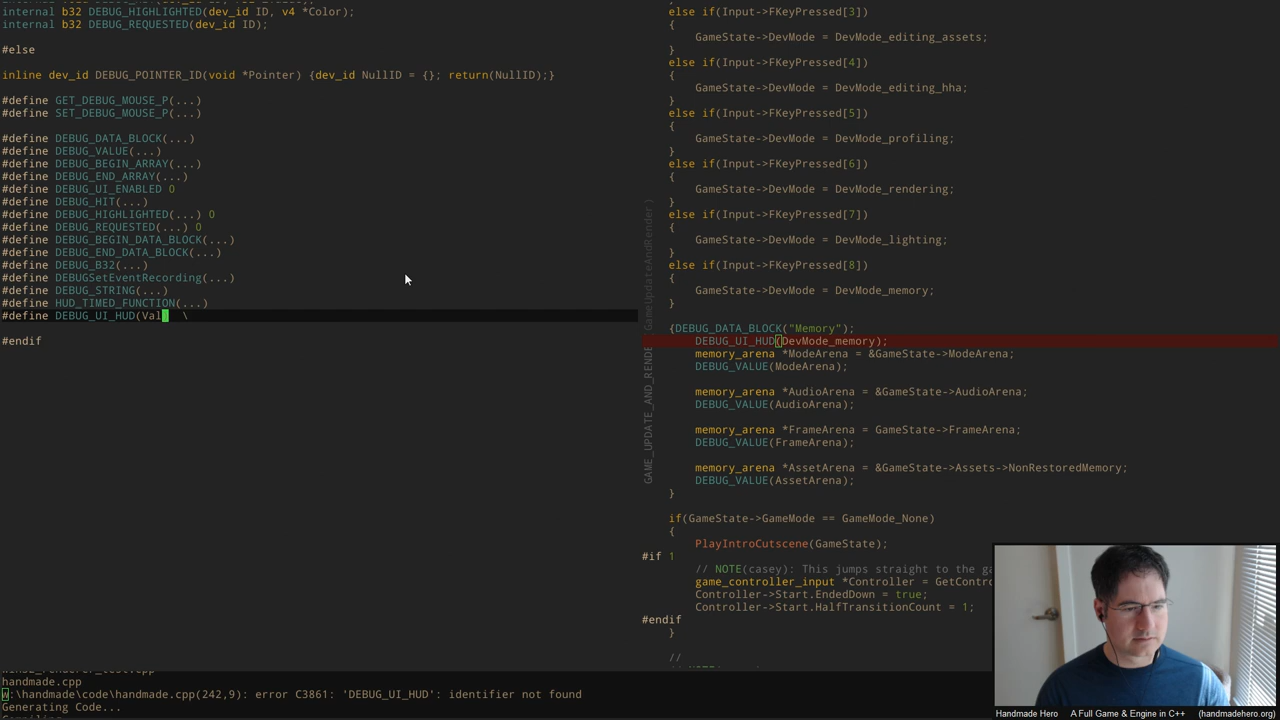 internal b32 DEBUG_HIGHLIGHTED(dev_id ID, v4 *Color);
internal b32 DEBUG_REQUESTED(dev_id ID);
#else
inline dev_id DEBUG_POINTER_ID(void *Pointer) {dev_id NullID = {}; return(NullID);}
#define GET_DEBUG_MOUSE_P(...)
#define SET_DEBUG_MOUSE_P(...)
#define DEBUG_DATA_BLOCK(...)
#define DEBUG_VALUE(...)
#define DEBUG_BEGIN_ARRAY(...)
#define DEBUG_END_ARRAY(...)
#define DEBUG_UI_ENABLED 0
#define DEBUG_HIT(...)
#define DEBUG_HIGHLIGHTED(...) 0
#define DEBUG_REQUESTED(...) 0
#define DEBUG_BEGIN_DATA_BLOCK(...)
#define DEBUG_END_DATA_BLOCK(...)
#define DEBUG_B32(...)
#define DEBUGSetEventRecording(...)
#define DEBUG_STRING(...)
#define HUD_TIMED_FUNCTION(...)
#define DEBUG_UI_HUD(Val)  \
#endif
else if(Input->FKeyPressed[3])
{
GameState->DevMode = DevMode_editing_assets;
}
else if(Input->FKeyPressed[4])
{
GameState->DevMode = DevMode_editing_hha;
}
else if(Input->FKeyPressed[5])
{
GameState->DevMode = DevMode_profiling;
}
else if(Input->FKeyPressed[6])
{
GameState->DevMode = DevMode_rendering;
}
else if(Input->FKeyPressed[7])
{
GameState->DevMode = DevMode_lighting;
}
else if(Input->FKeyPressed[8])
{
GameState->DevMode = DevMode_memory;
}
{DEBUG_DATA_BLOCK("Memory");
DEBUG_UI_HUD(DevMode_memory);
memory_arena *ModeArena = &GameState->ModeArena;
DEBUG_VALUE(ModeArena);
memory_arena *AudioArena = &GameState->AudioArena;
DEBUG_VALUE(AudioArena);
memory_arena *FrameArena = GameState->FrameArena;
DEBUG_VALUE(FrameArena);
memory_arena *AssetArena = &GameState->Assets->NonRestoredMemory;
DEBUG_VALUE(AssetArena);
}
if(GameState->GameMode == GameMode_None)
{
PlayIntroCutscene(GameState);
#if 1
// NOTE(casey): This jumps straight to the
game_controller_input *Controller =
Controller->Start.EndedDown = true;
Controller->Start.HalfTransitionCount = 1;
#endif
}
//
GAME_UPDATE_AND_RENDE (GameUpdateAndRender)
handmade.cpp
w:\handmade\code\handmade.cpp(242,9): error C3861: 'DEBUG_UI_HUD': identifier not found
Generating Code...
Handmade Hero    A Full Game & Engine in C++    (handmadehero.org)